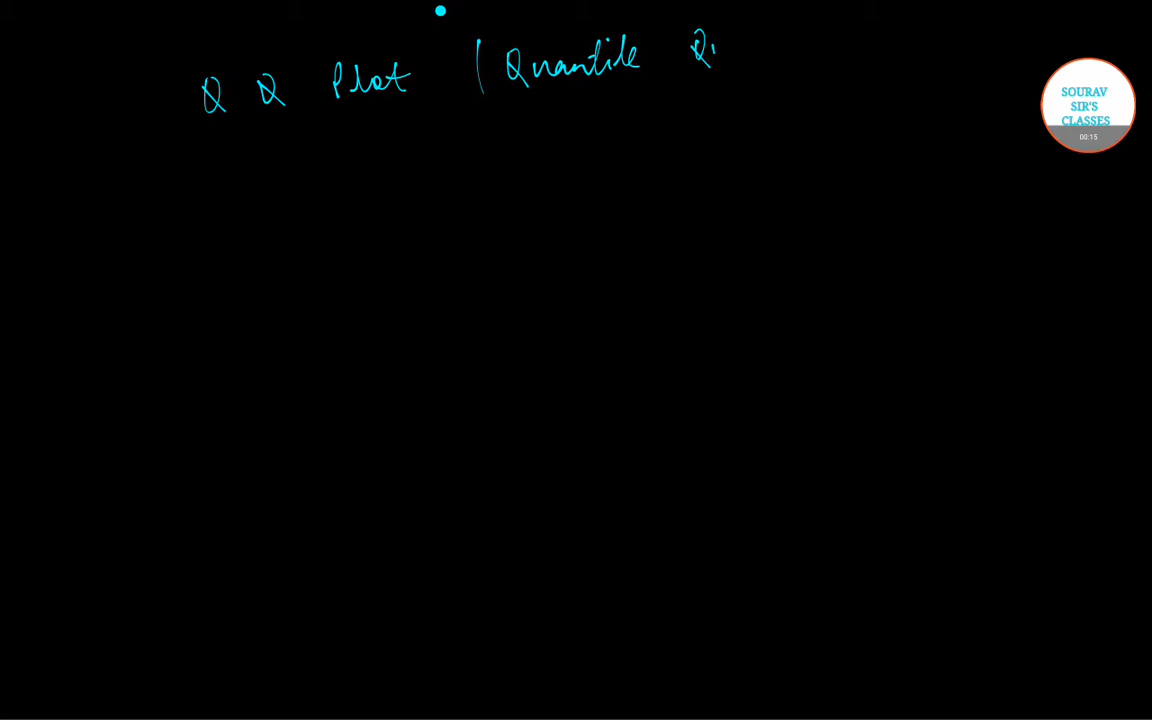 Q Q Plot ( Quantile Q
SOURAV
SIR'S
CLASSES
00:15